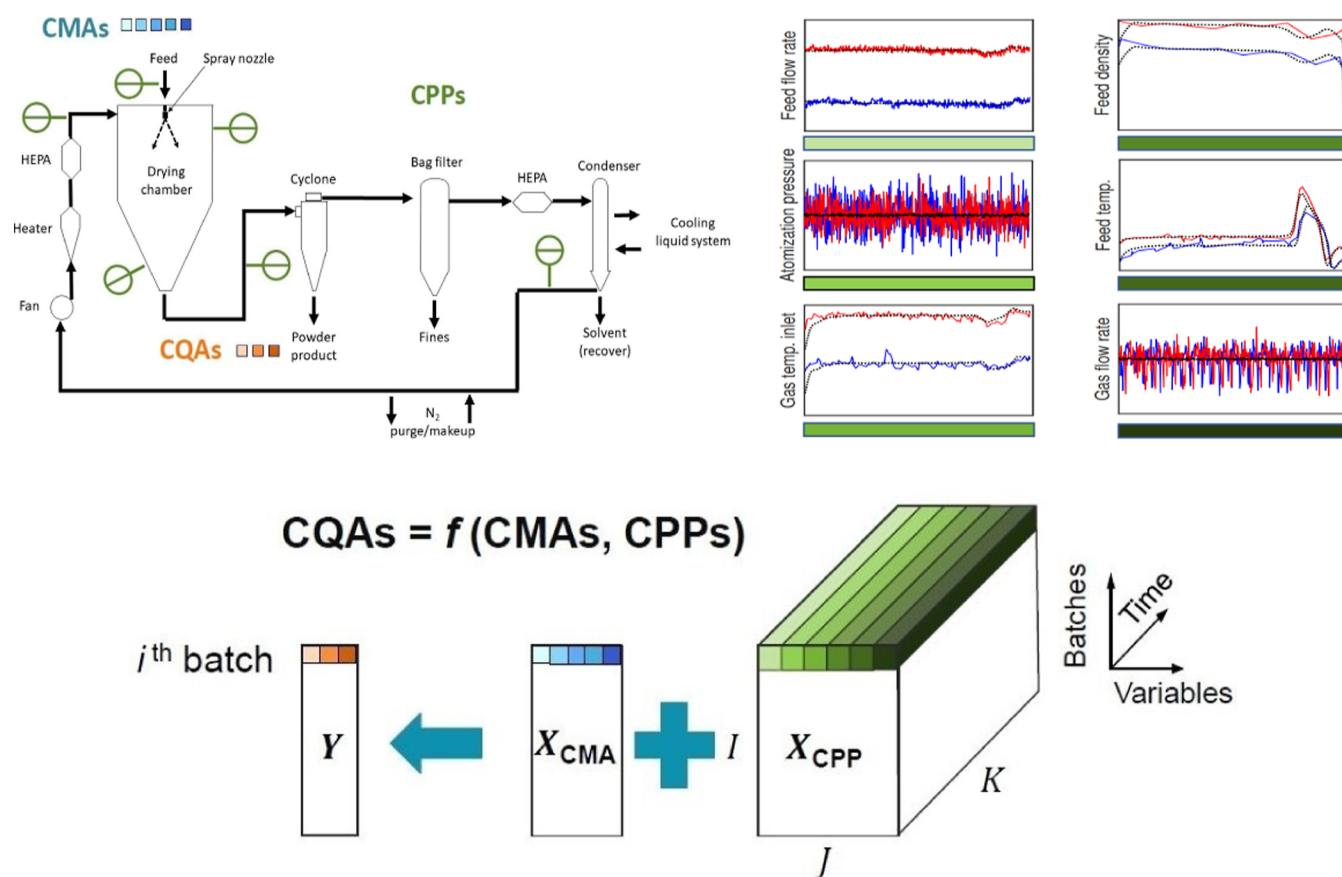 CMAs
Feed
Spray nozzle
CPPs
HEPA
Drying
chamber
Cyclone
Bag filter
HEPA
Condenser
Heater
Cooling
liquid system
Fan
CQAs
Powder
product
Fines
Solvent
(recover)
N2
purge/makeup
Feed flow rate
Feed density
Atomization pressure
Feed temp.
Gas temp. inlet
Gas flow rate
CQAs = f (CMAs, CPPs)
i th batch
Y
XCMA
I
XCPP
K
J
Batches
Time
Variables